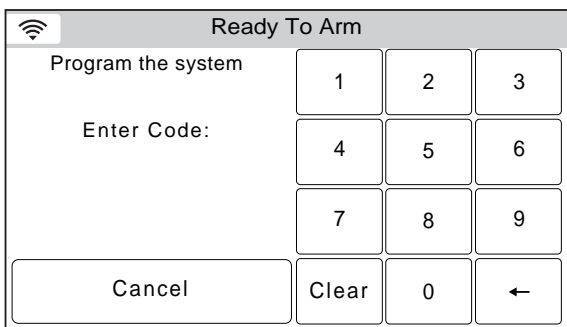 Ready To Arm
Program the system
1 2 3
Enter Code:
4 5 6
7 8 9
Cancel Clear 0 ←